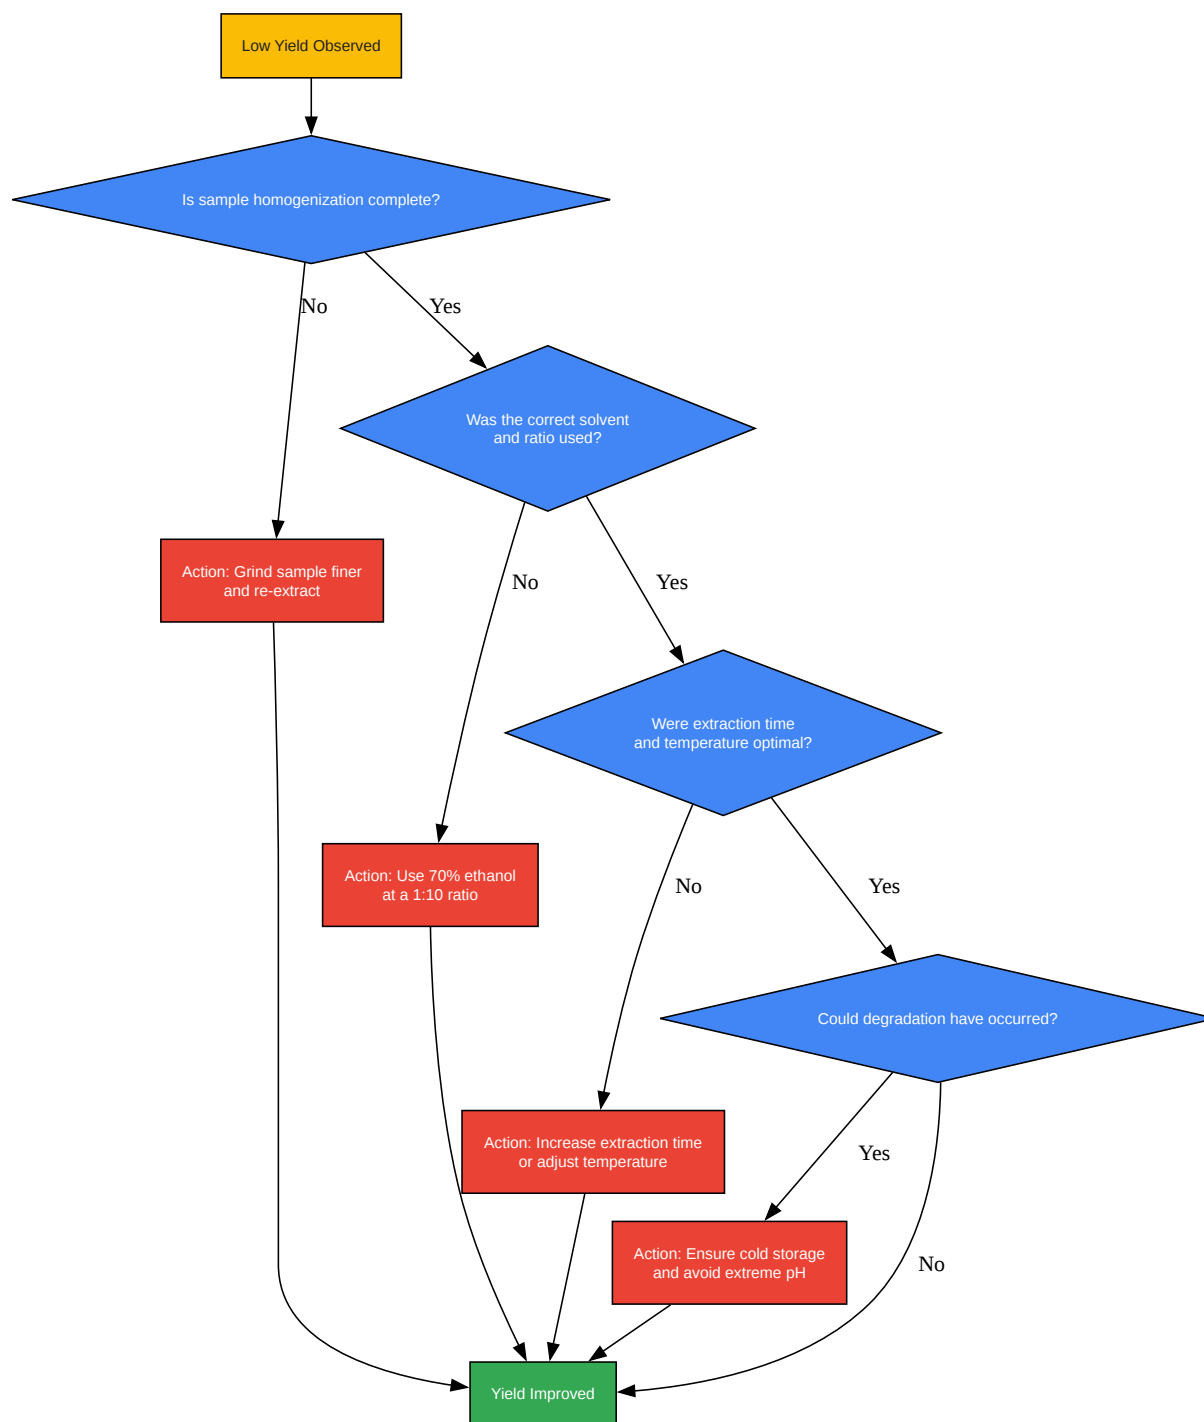 Low Yield Observed
Is sample homogenization complete?
No
Yes
Was the correct solvent
and ratio used?
Action: Grind sample finer
and re-extract
No
Yes
Were extraction time
and temperature optimal?
Action: Use 70% ethanol
at a 1:10 ratio
No
Yes
Could degradation have occurred?
Action: Increase extraction time
or adjust temperature
Yes
Action: Ensure cold storage
and avoid extreme pH
No
Yield Improved